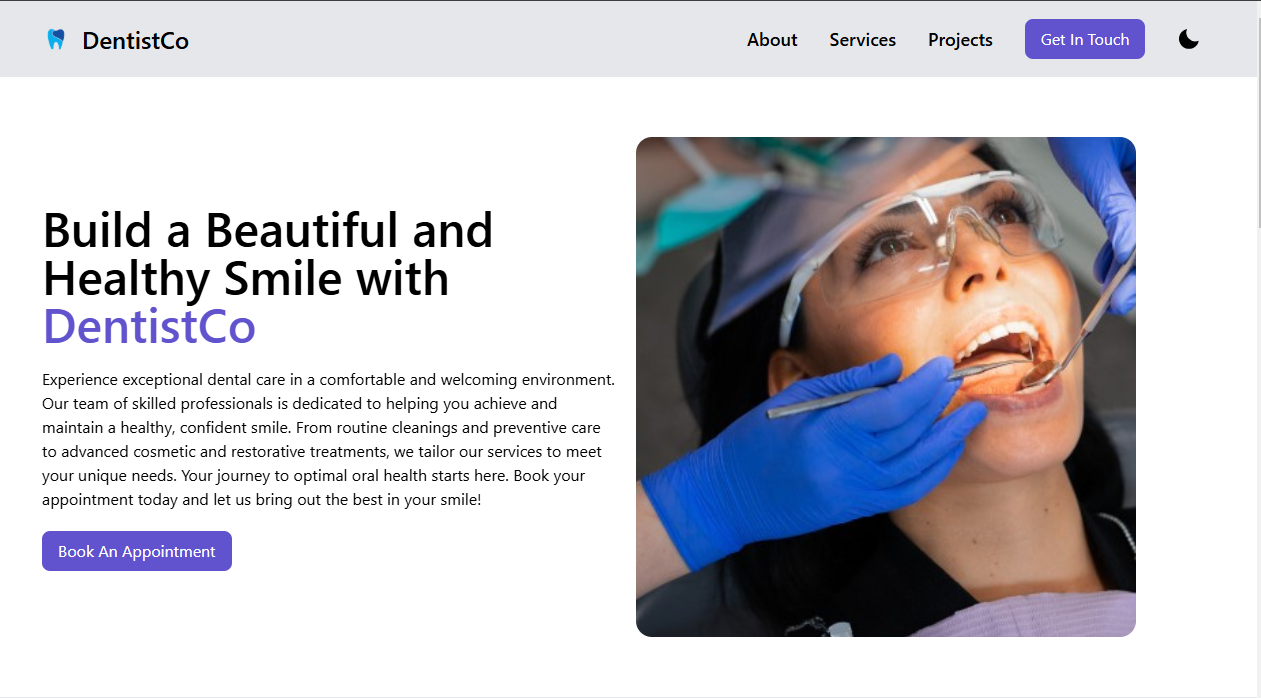 DentistCo
About
Services
Projects
Get In Touch
Build a Beautiful and
Healthy Smile with
DentistCo
Experience exceptional dental care in a comfortable and welcoming environment.
Our team of skilled professionals is dedicated to helping you achieve and
maintain a healthy, confident smile. From routine cleanings and preventive care
to advanced cosmetic and restorative treatments, we tailor our services to meet
your unique needs. Your journey to optimal oral health starts here. Book your
appointment today and let us bring out the best in your smile!
Book An Appointment